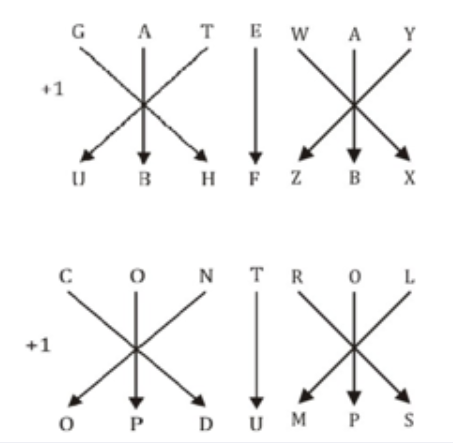 G A T E W A Y
+1
U B H F Z B X
C O N T R O L
+1
O P D U M P S